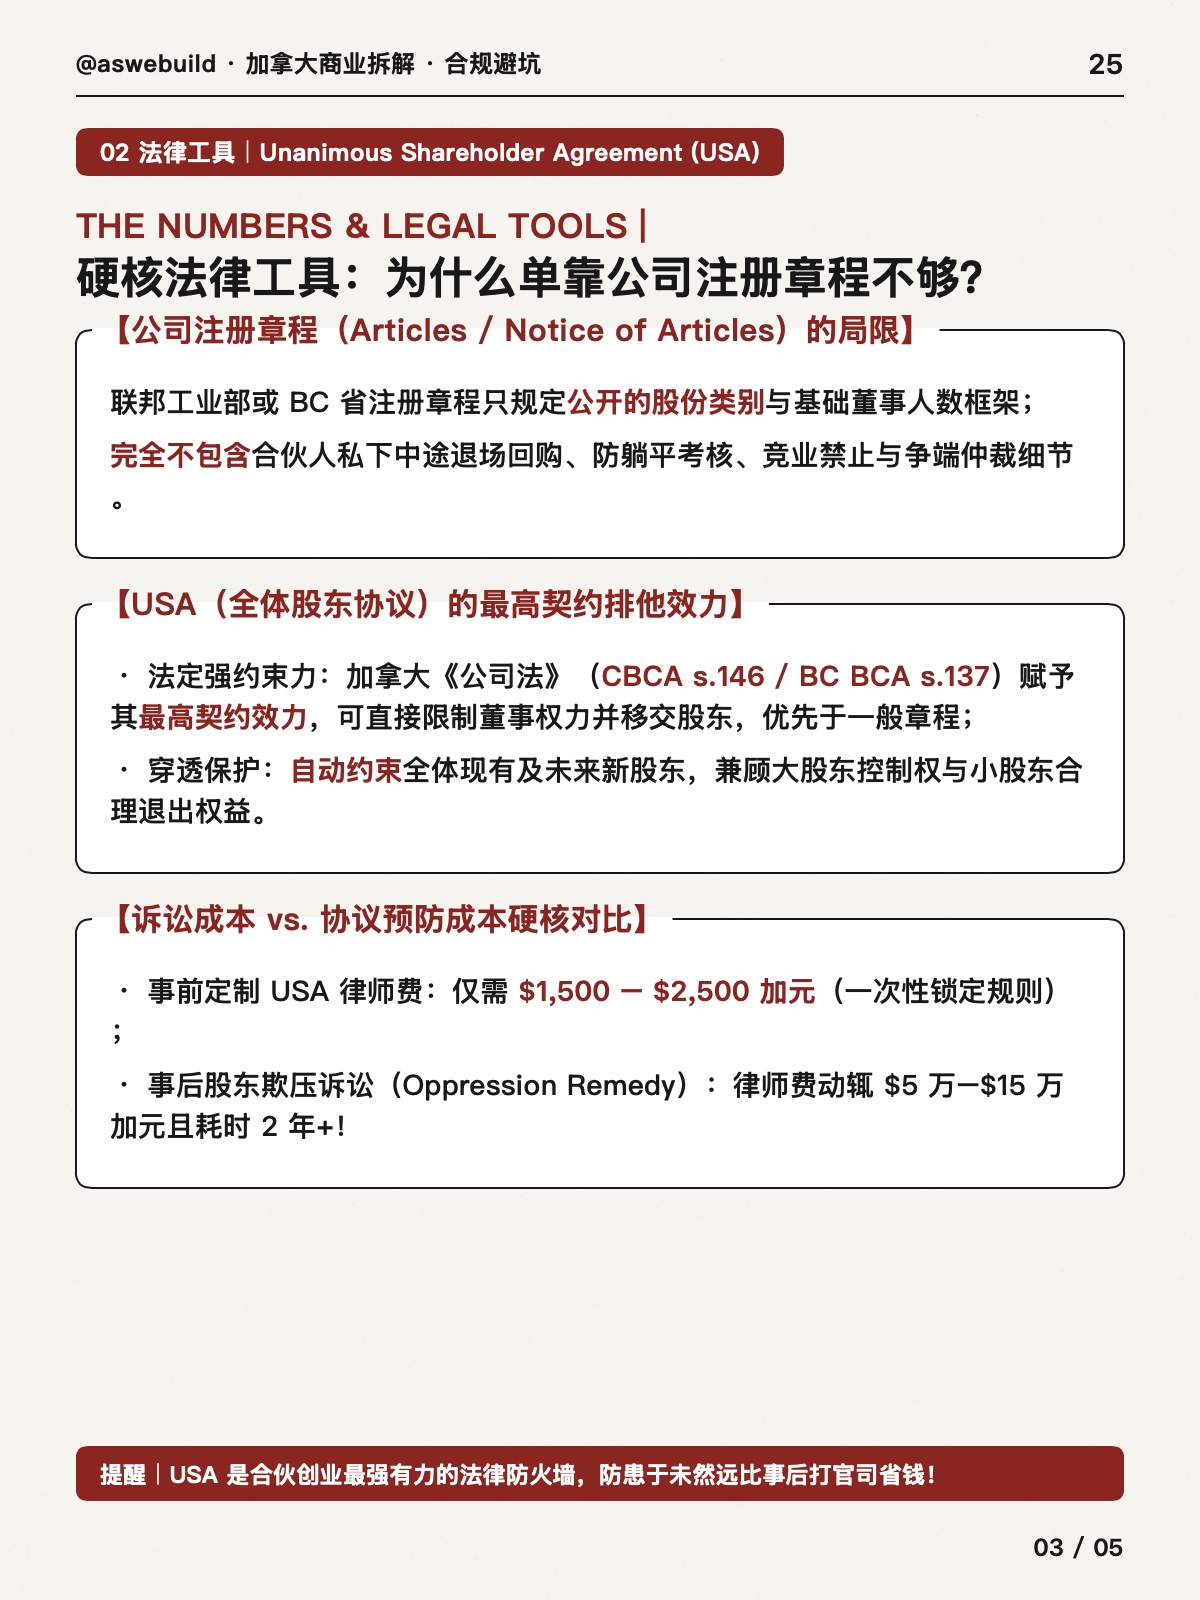 @aswebuild · 加拿大商业拆解 · 合规避坑
25
02 法律工具｜Unanimous Shareholder Agreement (USA)
THE NUMBERS & LEGAL TOOLS |
硬核法律工具：为什么单靠公司注册章程不够？
【公司注册章程（Articles / Notice of Articles）的局限】
联邦工业部或 BC 省注册章程只规定公开的股份类别与基础董事人数框架；
完全不包含合伙人私下中途退场回购、防躺平考核、竞业禁止与争端仲裁细节
。
【USA（全体股东协议）的最高契约排他效力】
· 法定强约束力：加拿大《公司法》（CBCA s.146 / BC BCA s.137）赋予
其最高契约效力，可直接限制董事权力并移交股东，优先于一般章程；
· 穿透保护：自动约束全体现有及未来新股东，兼顾大股东控制权与小股东合
理退出权益。
【诉讼成本 vs. 协议预防成本硬核对比】
· 事前定制 USA 律师费：仅需 $1,500 — $2,500 加元（一次性锁定规则）
；
· 事后股东欺压诉讼（Oppression Remedy）：律师费动辄 $5 万—$15 万
加元且耗时 2 年+！
提醒｜USA 是合伙创业最强有力的法律防火墙，防患于未然远比事后打官司省钱！
03 / 05